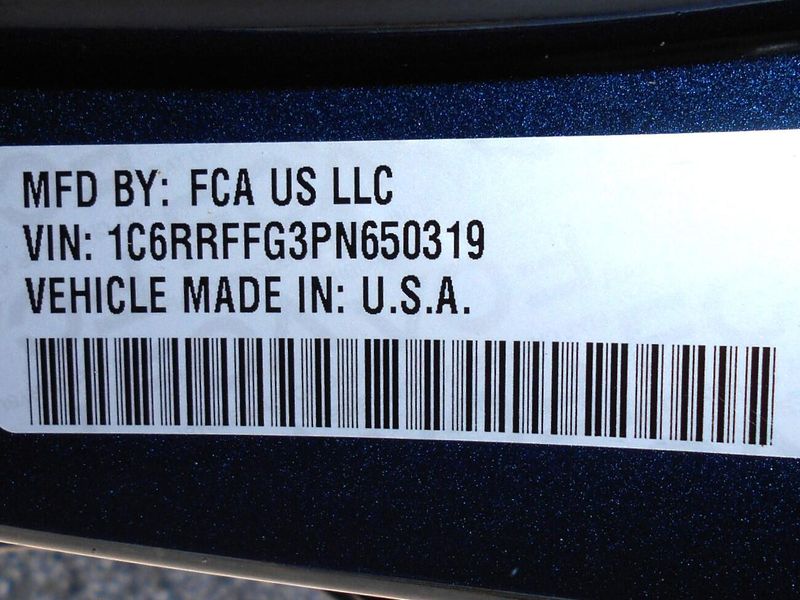 MFD BY: FCA US LLC
VIN: 1C6RRFFG3PN650319
VEHICLE MADE IN: U.S.A.